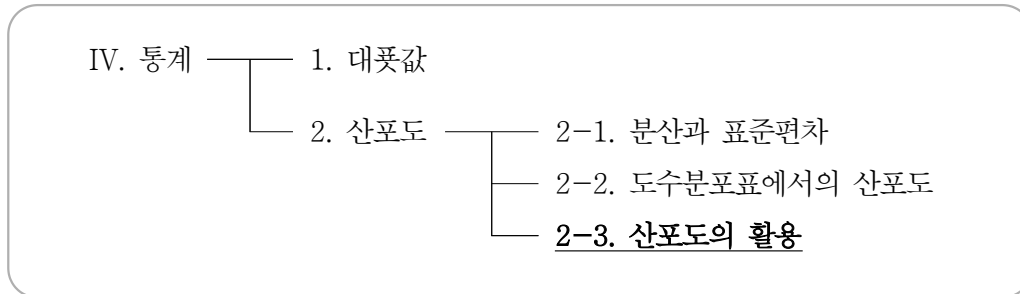 Ⅳ. 통계 1. 대푯값
2. 산포도 2-1. 분산과 표준편차
2-2. 도수분포표에서의 산포도
2-3. 산포도의 활용